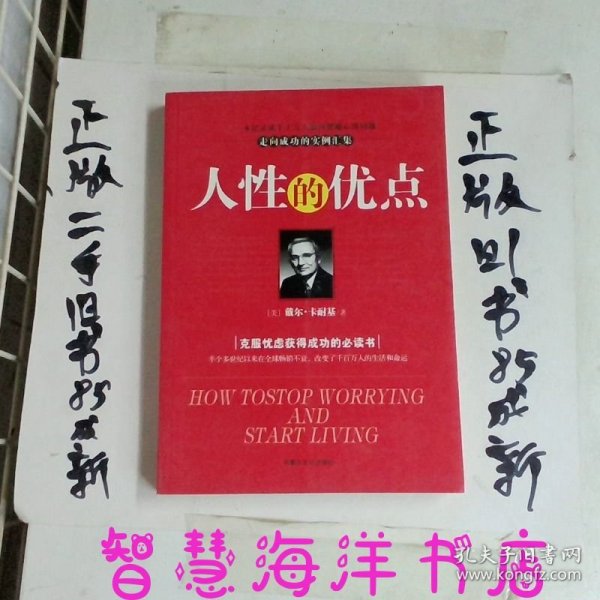 走向成功的实例汇集
人性的优点
[美] 戴尔·卡耐基 著
克服忧虑获得成功的必读书
半个多世纪以来在全球畅销不衰，改变了千百万人的生活和命运
HOW TOSTOP WORRYING
AND
START LIVING
正版二手旧书85成新
正版旧书85成新
智慧海洋书店
孔夫子旧书网
www.kongfz.com